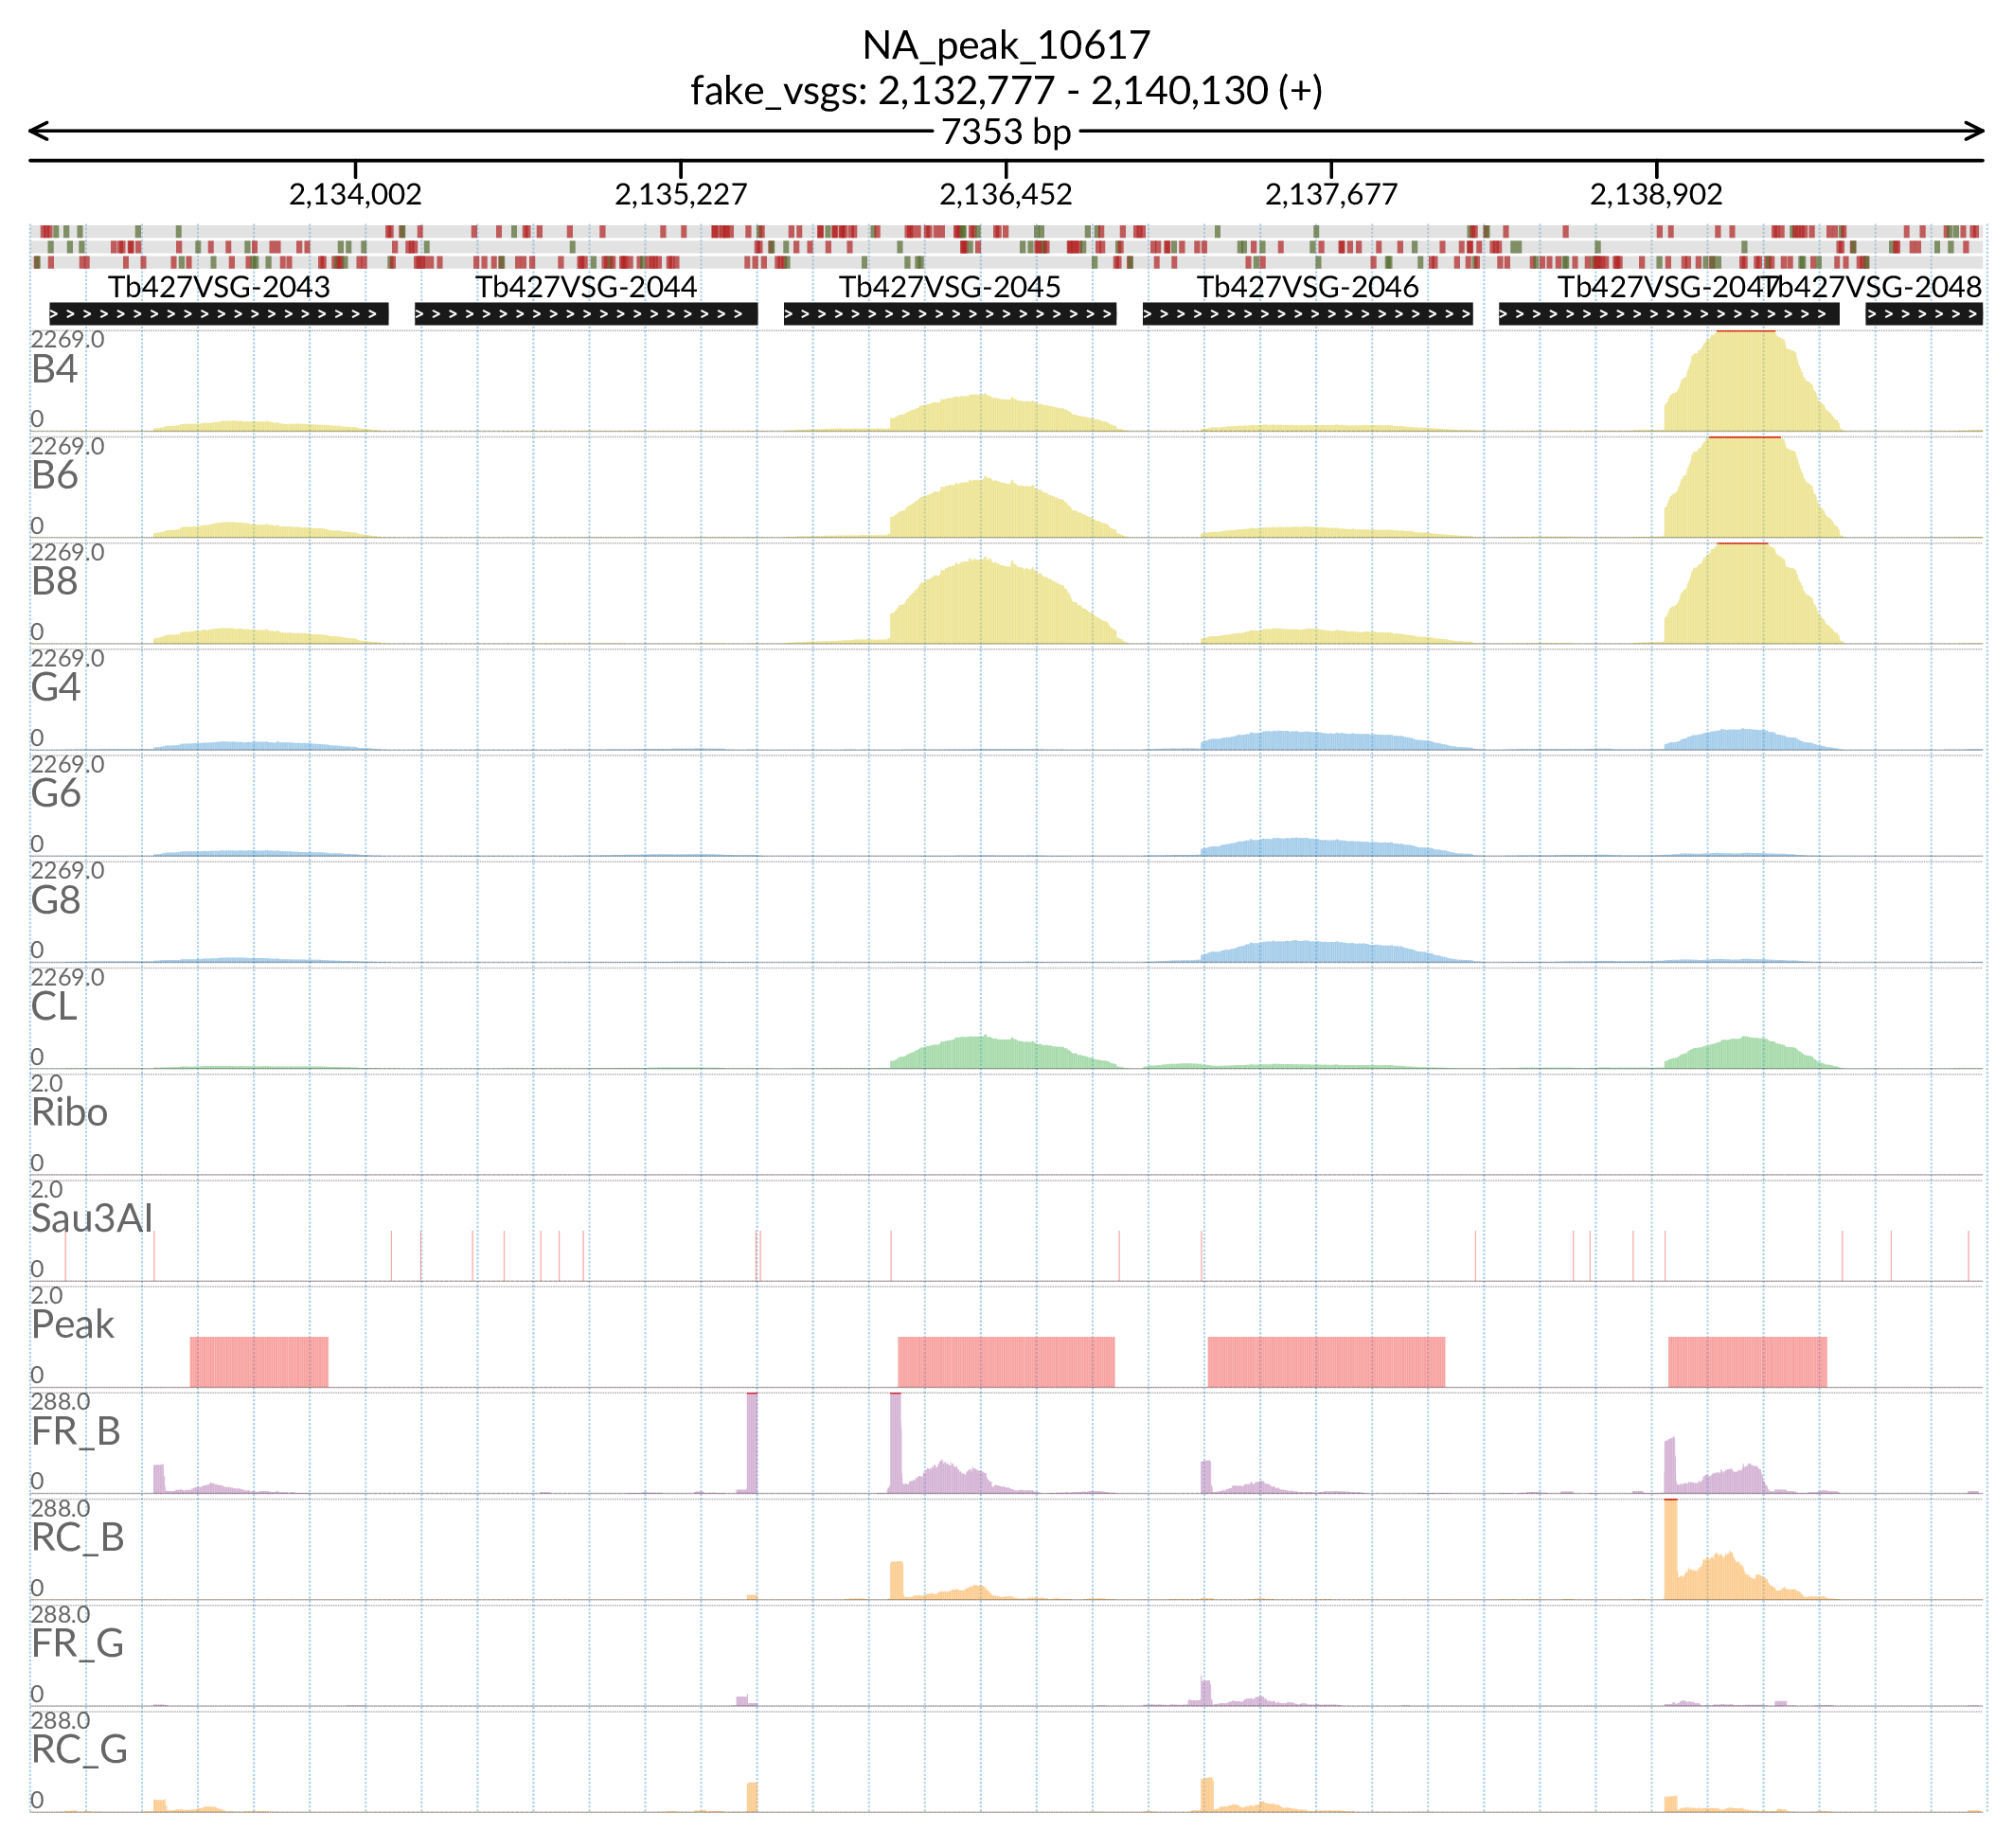 NA_peak_10617
fake_vsgs: 2,132,777 - 2,140,130 (+)
7353 bp
2,134,002 2,135,227 2,136,452 2,137,677 2,138,902
Tb427VSG-2043 Tb427VSG-2044 Tb427VSG-2045 Tb427VSG-2046 Tb427VSG-2047 Tb427VSG-2048
2269.0
B4
0
2269.0
B6
0
2269.0
B8
0
2269.0
G4
0
2269.0
G6
0
2269.0
G8
0
2269.0
CL
0
2.0
Ribo
0
2.0
Sau3AI
0
2.0
Peak
0
288.0
FR_B
0
288.0
RC_B
0
288.0
FR_G
0
288.0
RC_G
0